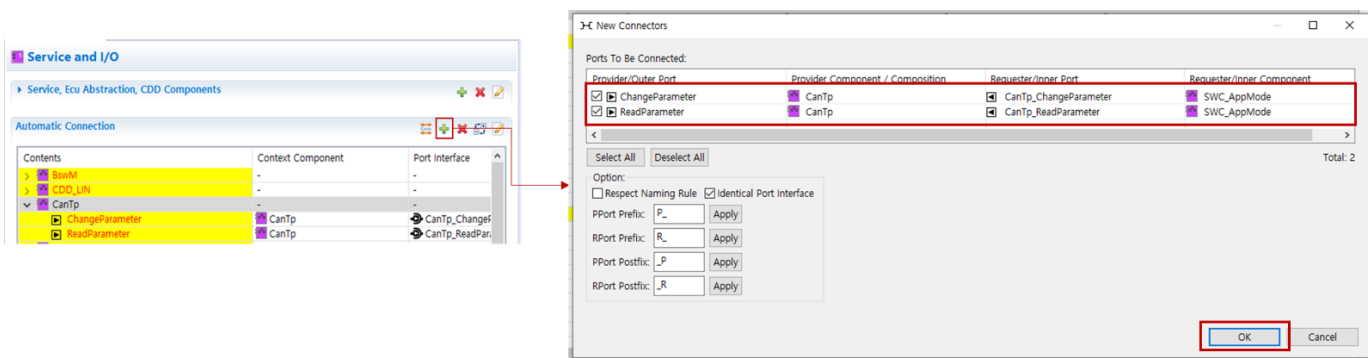 Service and I/O
Service, Ecu Abstraction, CDD Components
Automatic Connection
Contents Context Component Port Interface
BswM - -
CDD_LIN - -
CanTp - -
ChangeParameter CanTp CanTp_ChangeP
ReadParameter CanTp CanTp_ReadPara
New Connectors
Ports To Be Connected:
Provider/Outer Port Provider Component / Composition Requester/Inner Port Requester/Inner Component
ChangeParameter CanTp CanTp_ChangeParameter SWC_AppMode
ReadParameter CanTp CanTp_ReadParameter SWC_AppMode
Select All Deselect All Total: 2
Option:
Respect Naming Rule Identical Port Interface
PPort Prefix: P_ Apply
RPort Prefix: R_ Apply
PPort Postfix: _P Apply
RPort Postfix: _R Apply
OK Cancel